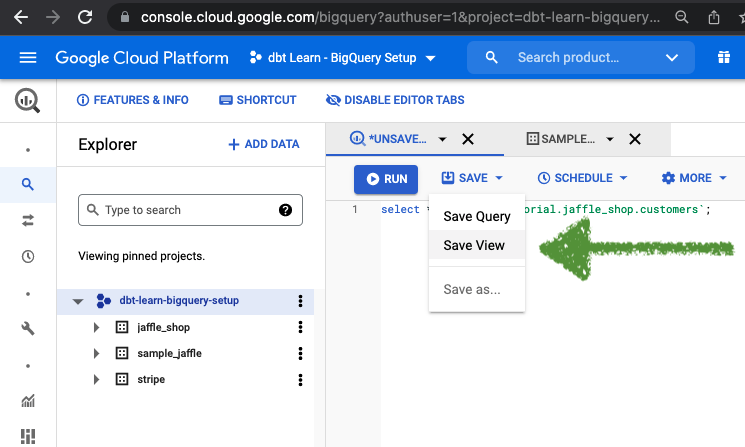 console.cloud.google.com/bigquery?authuser=1&project=dbt-learn-bigquery...
Google Cloud Platform
dbt Learn - BigQuery Setup
Search product...
FEATURES & INFO
SHORTCUT
DISABLE EDITOR TABS
Explorer
+ ADD DATA
*UNSAVE...
SAMPLE...
RUN
SAVE
SCHEDULE
MORE
Type to search
Viewing pinned projects.
1 select * orial.jaffle_shop.customers`;
Save Query
Save View
Save as...
dbt-learn-bigquery-setup
jaffle_shop
sample_jaffle
stripe